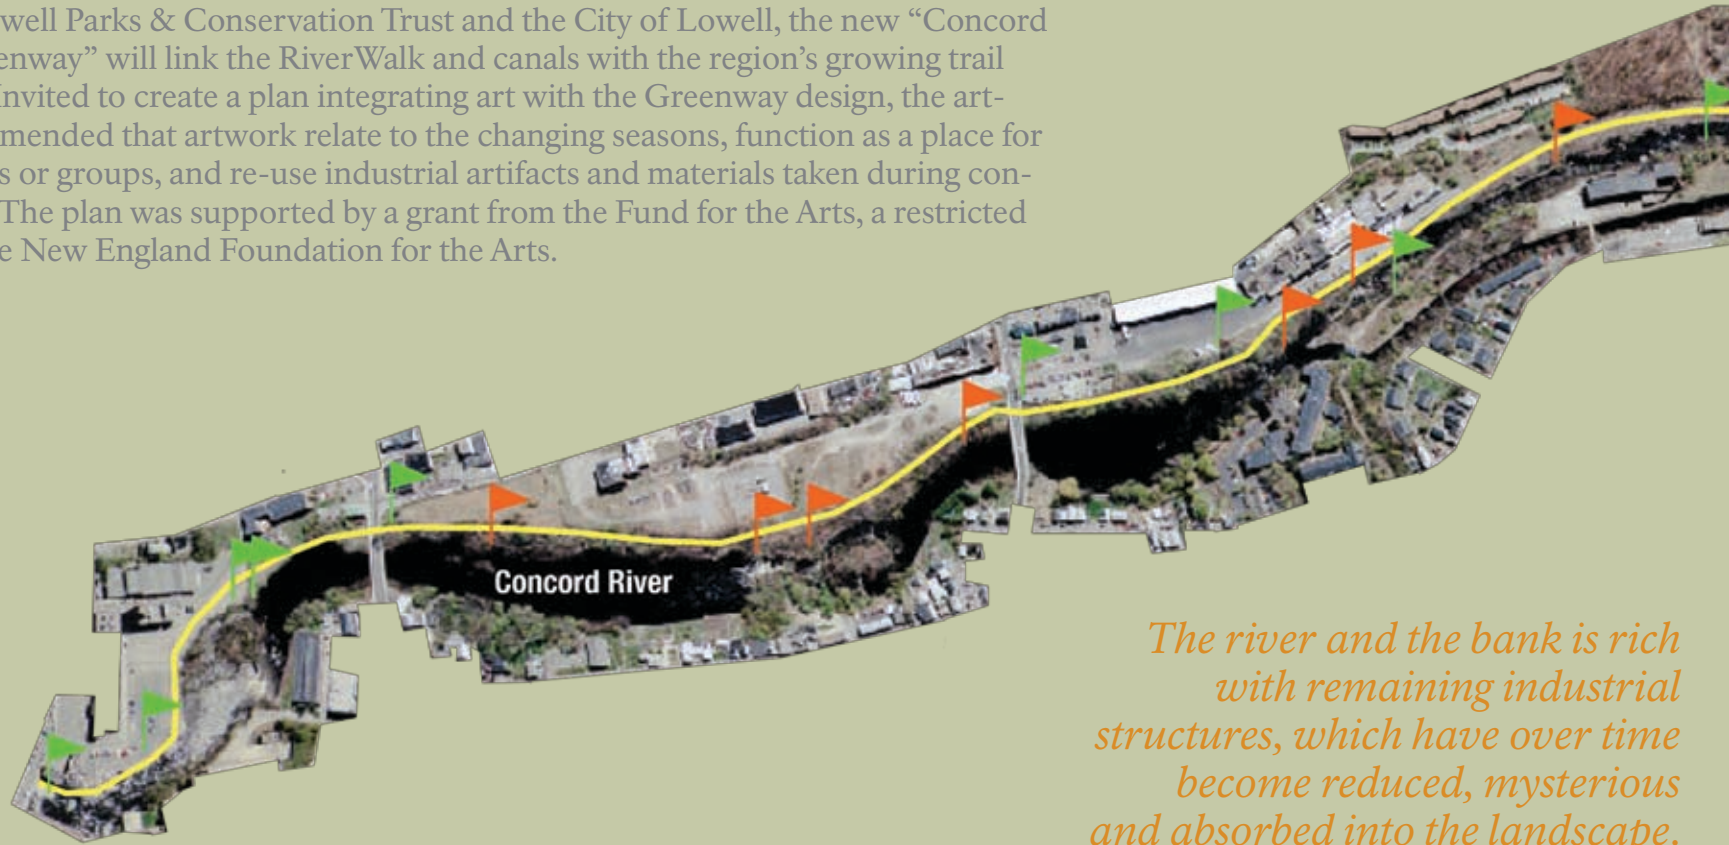 well Parks & Conservation Trust and the City of Lowell, the new “Concord
enway” will link the RiverWalk and canals with the region’s growing trail
Invited to create a plan integrating art with the Greenway design, the art-
mended that artwork relate to the changing seasons, function as a place for
s or groups, and re-use industrial artifacts and materials taken during con-
The plan was supported by a grant from the Fund for the Arts, a restricted
e New England Foundation for the Arts.
Concord River
The river and the bank is rich
with remaining industrial
structures, which have over time
become reduced, mysterious
and absorbed into the landscape.